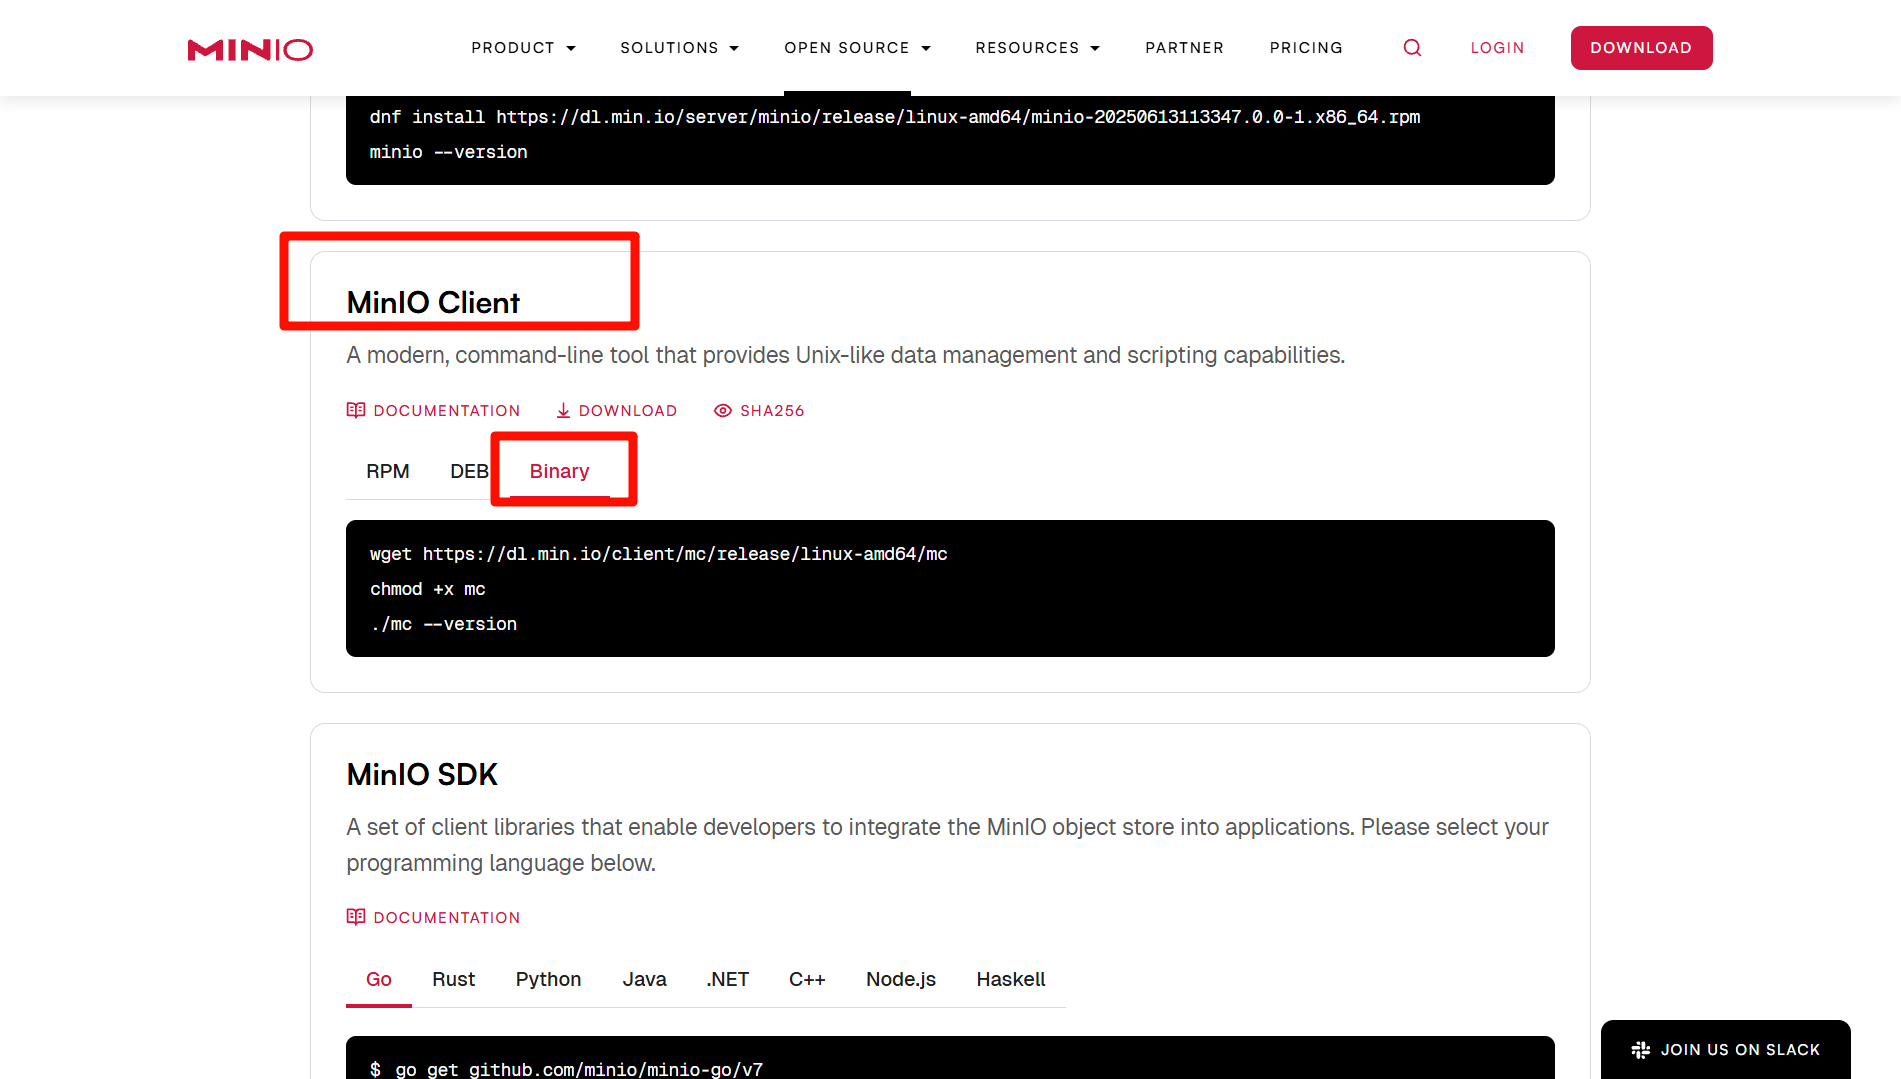 MINIO
PRODUCT SOLUTIONS OPEN SOURCE RESOURCES PARTNER PRICING LOGIN DOWNLOAD
dnf install https://dl.min.io/server/minio/release/linux-amd64/minio-20250613113347.0.0-1.x86_64.rpm
minio --version
MinIO Client
A modern, command-line tool that provides Unix-like data management and scripting capabilities.
DOCUMENTATION DOWNLOAD SHA256
RPM DEB Binary
wget https://dl.min.io/client/mc/release/linux-amd64/mc
chmod +x mc
./mc --version
MinIO SDK
A set of client libraries that enable developers to integrate the MinIO object store into applications. Please select your
programming language below.
DOCUMENTATION
Go Rust Python Java .NET C++ Node.js Haskell
$ go get github.com/minio/minio-go/v7
JOIN US ON SLACK